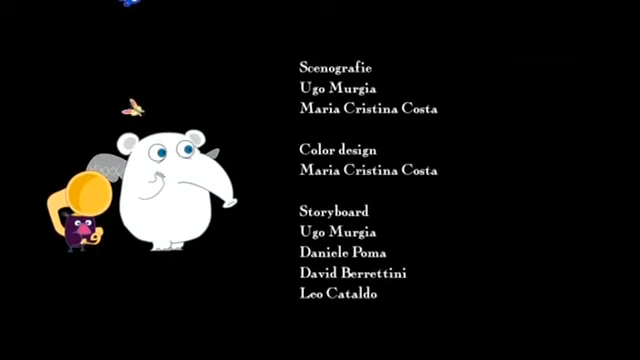 Scenografie
Ugo Murgia
Maria Cristina Costa
Color design
Maria Cristina Costa
Storyboard
Ugo Murgia
Daniele Poma
David Berrettini
Leo Cataldo